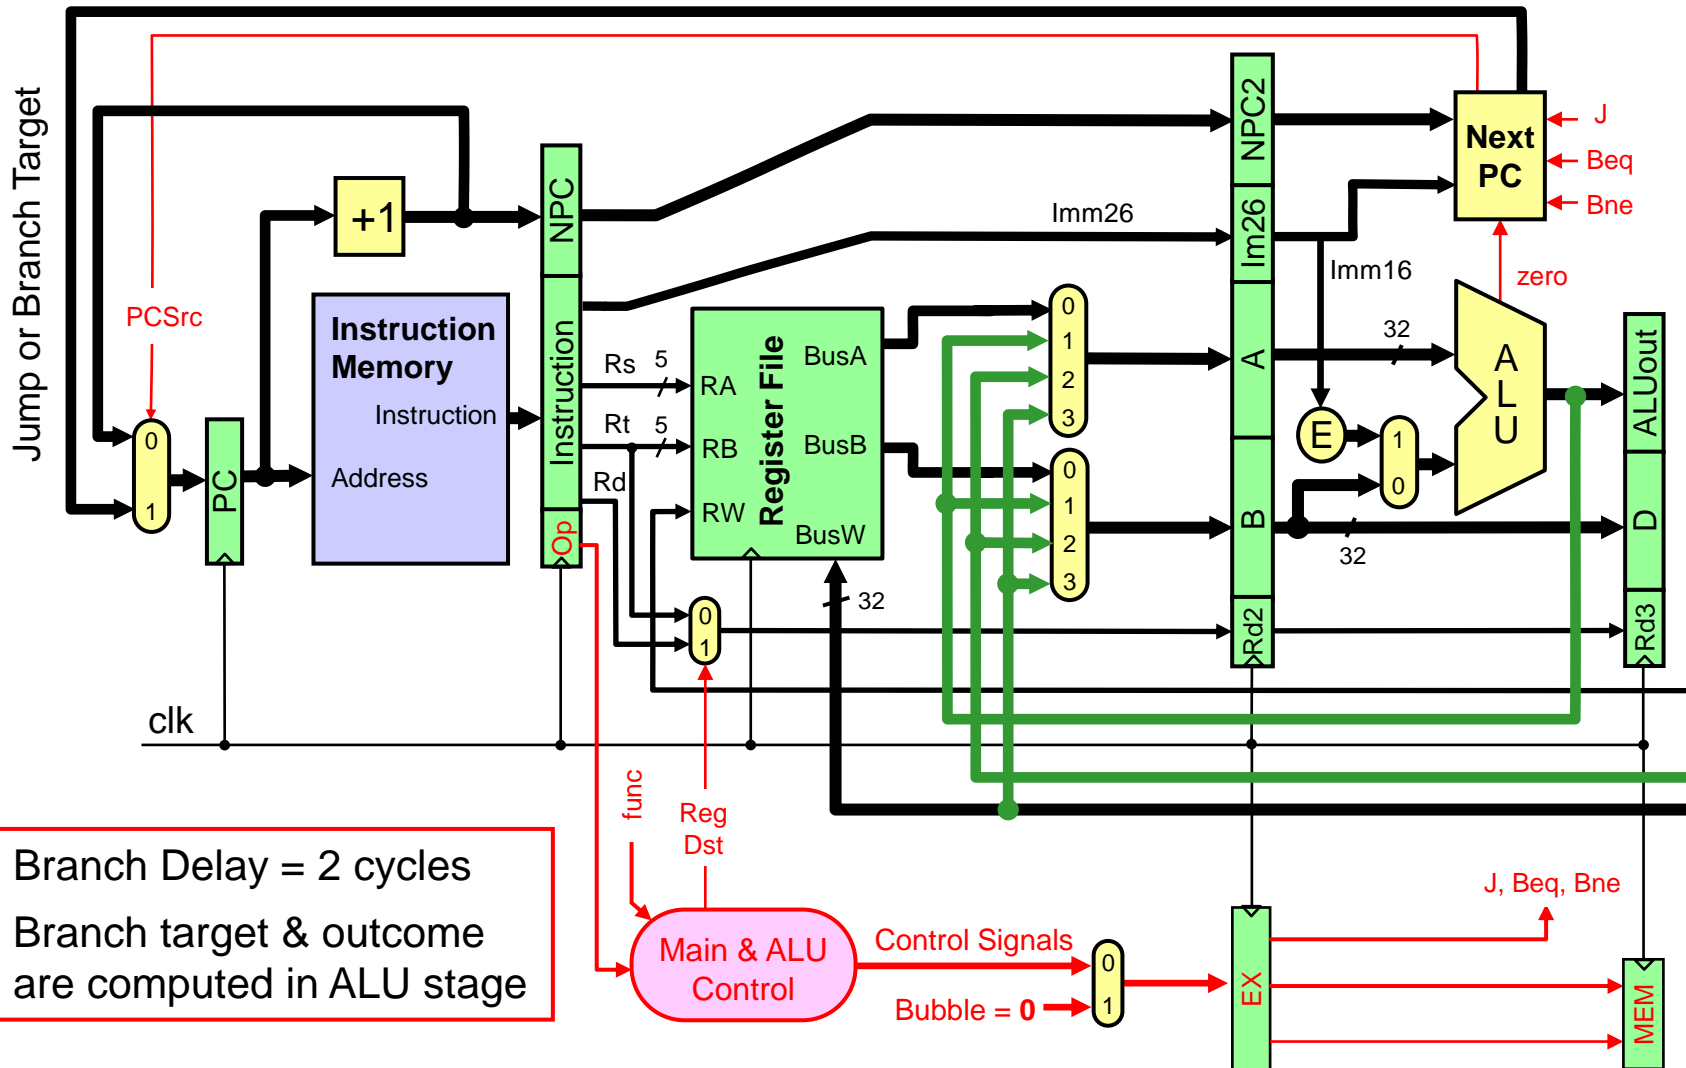 Jump or Branch Target
PCSrc
0
1
PC
+1
Instruction
Memory
Instruction
Address
NPC
Instruction
Op
Rs
5
Rt
5
Rd
RA
RB
RW
Register File
BusA
BusB
BusW
32
0
1
Imm26
0
1
2
3
0
1
2
3
NPC2
Im26
A
B
Rd2
Next
PC
J
Beq
Bne
zero
Imm16
E
1
0
32
32
A
L
U
ALUout
D
Rd3
clk
func
Reg
Dst
Main & ALU
Control
Control Signals
Bubble = 0
0
1
EX
J, Beq, Bne
MEM
Branch Delay = 2 cycles
Branch target & outcome
are computed in ALU stage